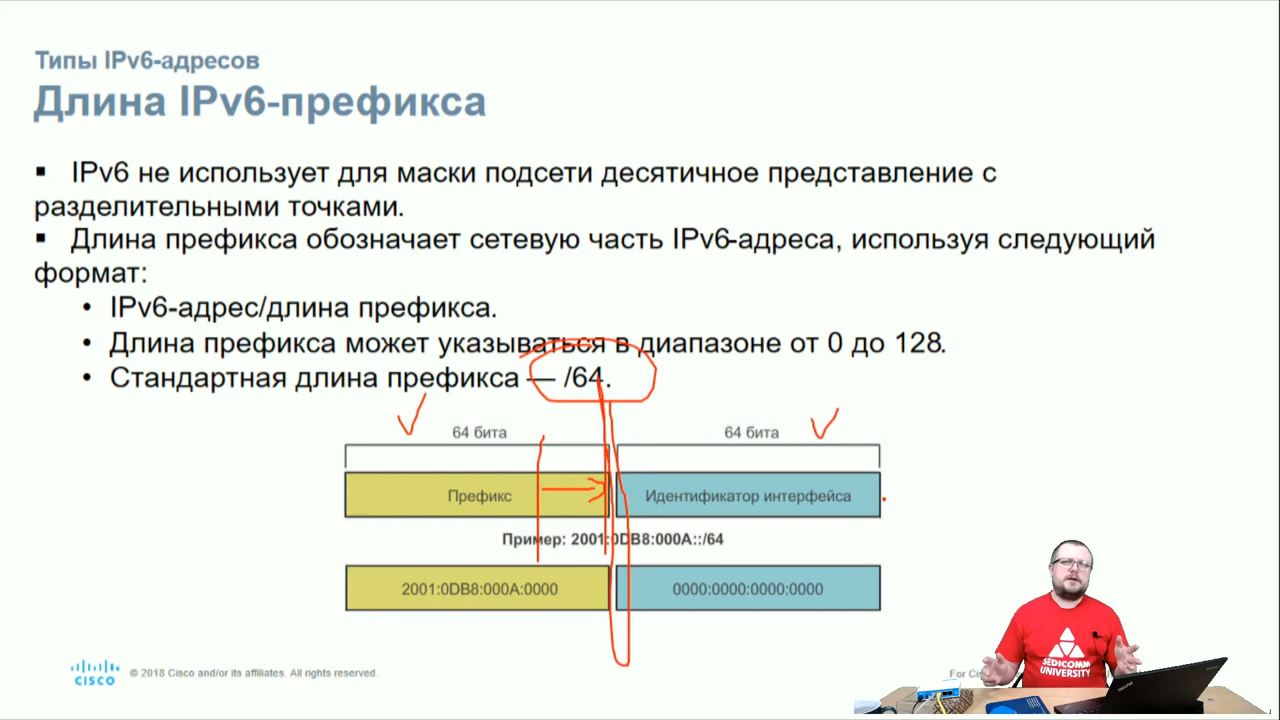 Типы IPv6-адресов
Длина IPv6-префикса
▪ IPv6 не использует для маски подсети десятичное представление с
разделительными точками.
▪ Длина префикса обозначает сетевую часть IPv6-адреса, используя следующий
формат:
• IPv6-адрес/длина префикса.
• Длина префикса может указываться в диапазоне от 0 до 128.
• Стандартная длина префикса — /64.
64 бита 64 бита
Префикс Идентификатор интерфейса
Пример: 2001:0DB8:000A::/64
2001:0DB8:000A:0000 0000:0000:0000:0000
SEDICOMM
UNIVERSITY
CISCO © 2018 Cisco and/or its affiliates. All rights reserved. For